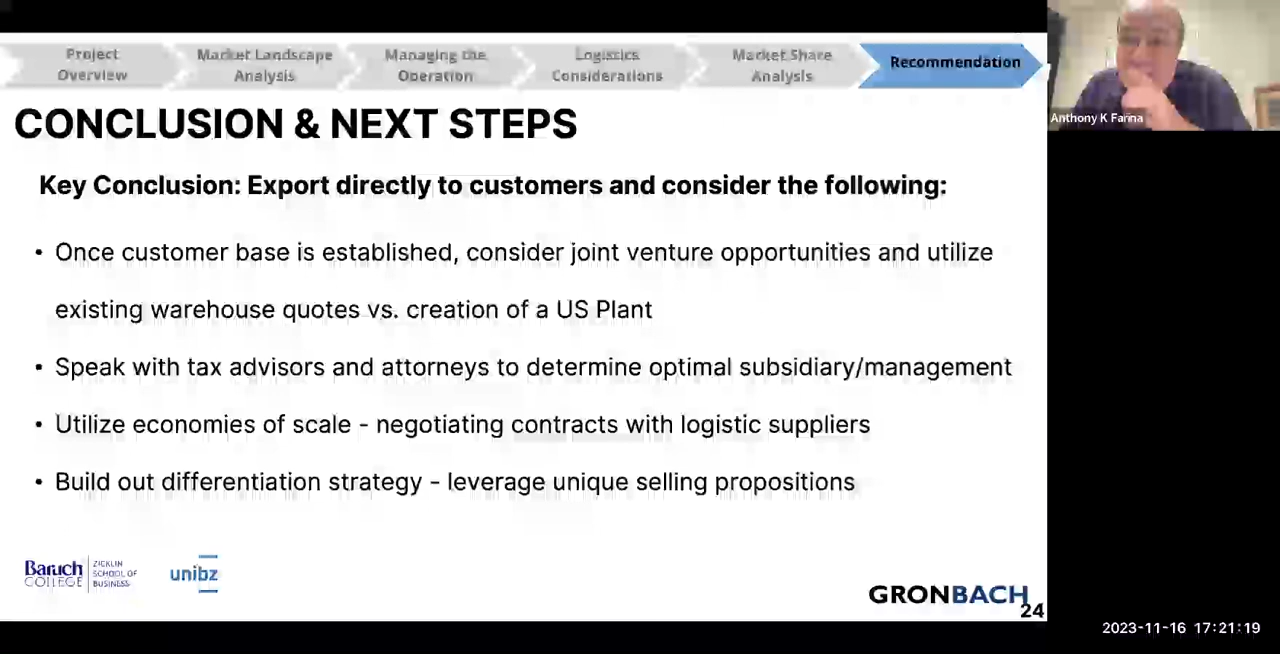 Project
Overview
Market Landscape
Analysis
Managing the
Operation
Logistics
Considerations
Market Share
Analysis
Recommendation
Anthony K Farina
CONCLUSION & NEXT STEPS
Key Conclusion: Export directly to customers and consider the following:
• Once customer base is established, consider joint venture opportunities and utilize
existing warehouse quotes vs. creation of a US Plant
• Speak with tax advisors and attorneys to determine optimal subsidiary/management
• Utilize economies of scale - negotiating contracts with logistic suppliers
• Build out differentiation strategy - leverage unique selling propositions
Baruch
COLLEGE
ZICKLIN
SCHOOL OF
BUSINESS
unibz
GRONBACH
24
2023-11-16 17:21:19